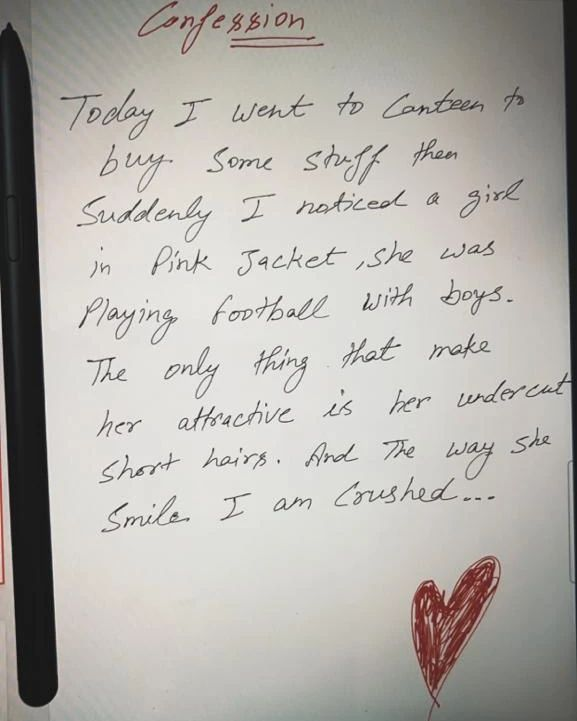 Confession
Today I went to Canteen to
buy some stuff then
Suddenly I noticed a girl
in Pink Jacket, she was
Playing football with boys.
The only thing that make
her attractive is her undercut
short hairs. And The way she
Smile I am Crushed...